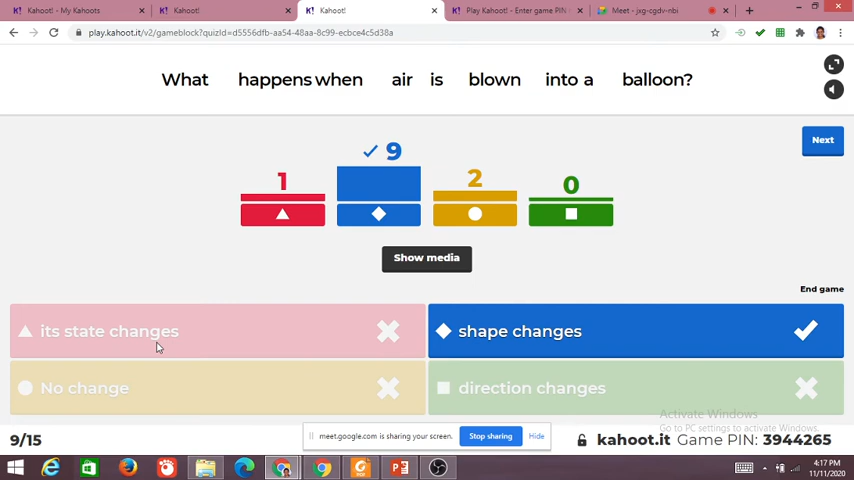 Kahoot! - My Kahoots
Kahoot!
Kahoot!
Play Kahoot! - Enter game PIN
Meet - jxg-cgdv-nbi
play.kahoot.it/v2/gameblock?quizId=d5556dfb-aa54-48aa-8c99-ecbce4c5d38a
What happens when air is blown into a balloon?
Next
1
9
2
0
Show media
End game
its state changes
shape changes
No change
direction changes
Activate Windows
Go to PC settings to activate Windows.
9/15
meet.google.com is sharing your screen.
Stop sharing
Hide
kahoot.it Game PIN: 3944265
4:17 PM
11/11/2020